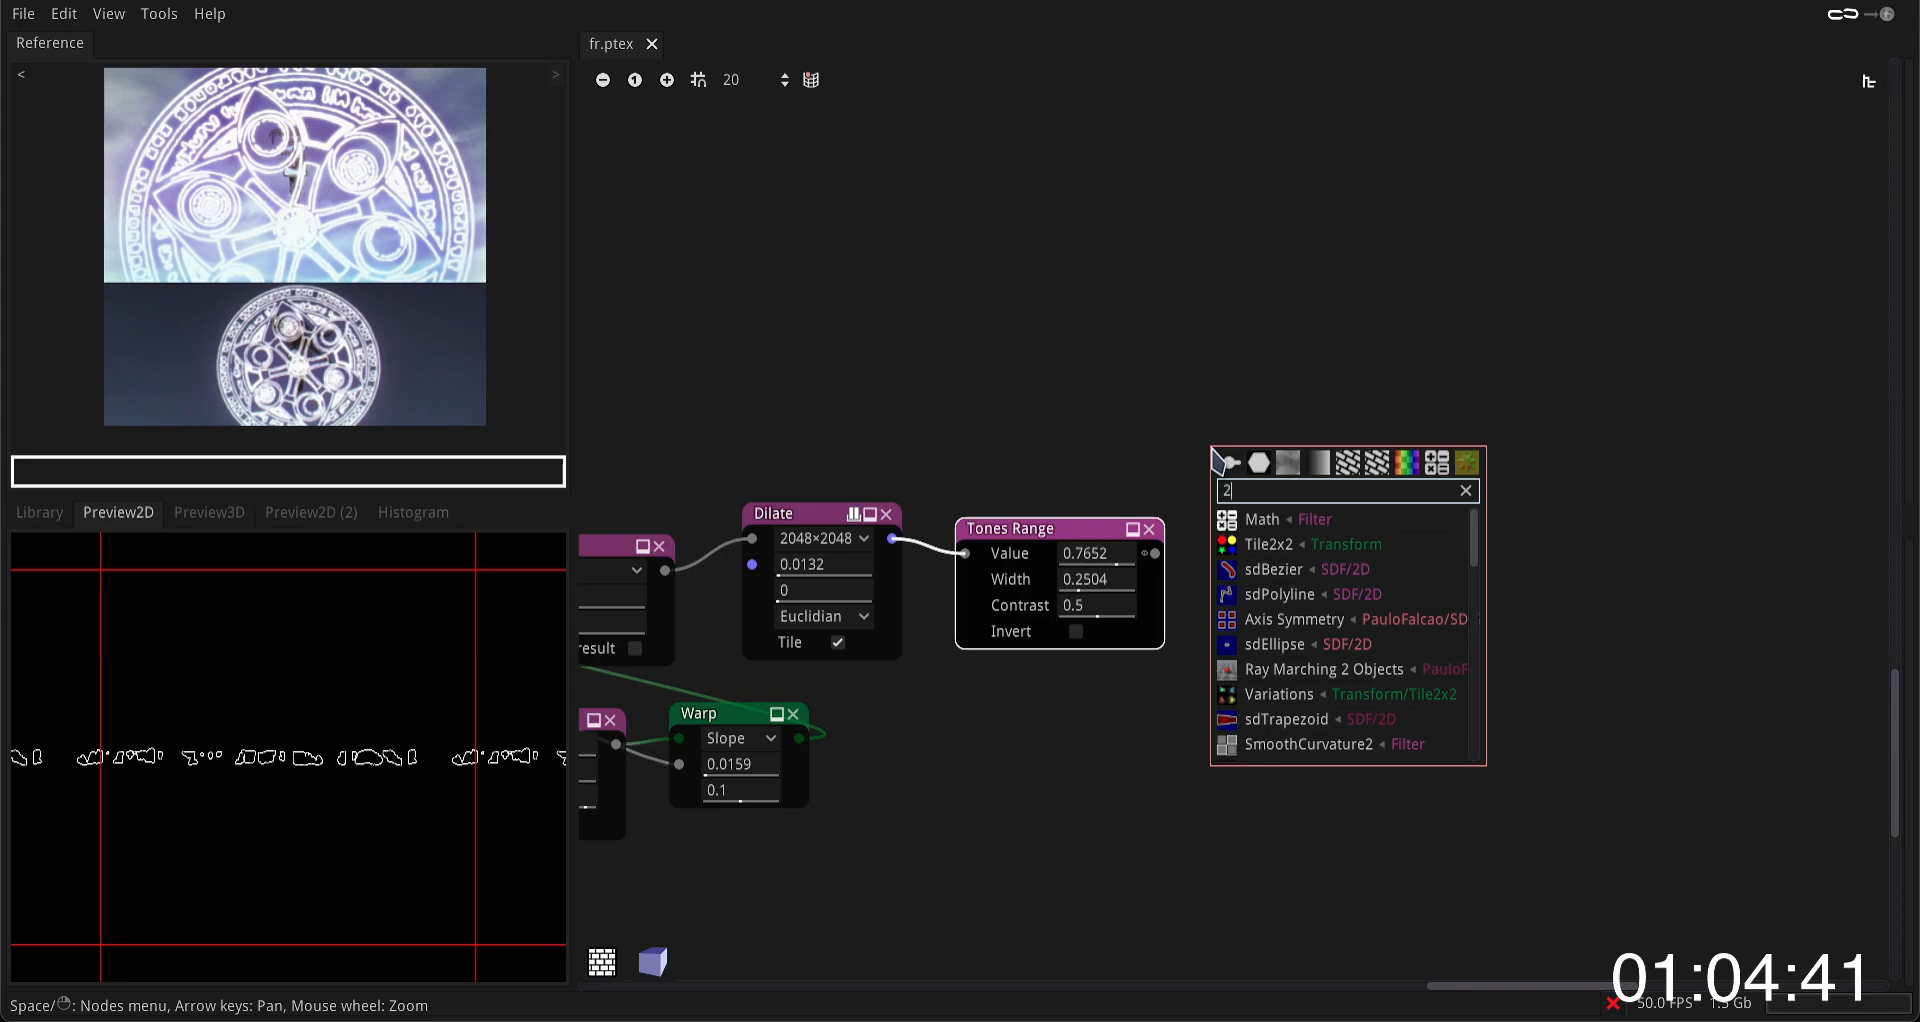 File Edit View Tools Help
Reference
fr.ptex
< >
20
Library Preview2D Preview3D Preview2D (2) Histogram
Dilate
2048×2048
0.0132
0
Euclidian
Tile
esult
Tones Range
Value 0.7652
Width 0.2504
Contrast 0.5
Invert
Warp
Slope
0.0159
0.1
2
Math Filter
Tile2x2 Transform
sdBezier SDF/2D
sdPolyline SDF/2D
Axis Symmetry PauloFalcao/SD
sdEllipse SDF/2D
Ray Marching 2 Objects PauloF
Variations Transform/Tile2x2
sdTrapezoid SDF/2D
SmoothCurvature2 Filter
01:04:41
Space/ : Nodes menu, Arrow keys: Pan, Mouse wheel: Zoom
50.0 FPS Gb